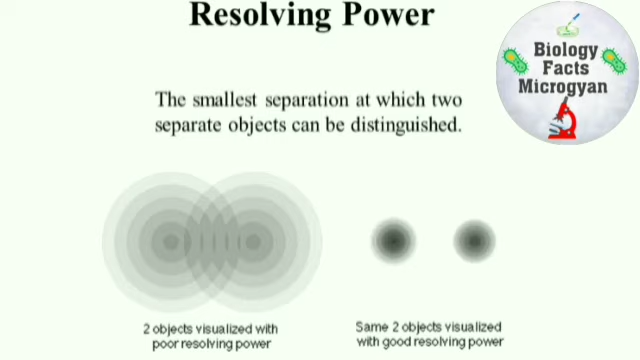 Resolving Power
Biology
Facts
Microgyan
The smallest separation at which two
separate objects can be distinguished.
2 objects visualized with
poor resolving power
Same 2 objects visualized
with good resolving power